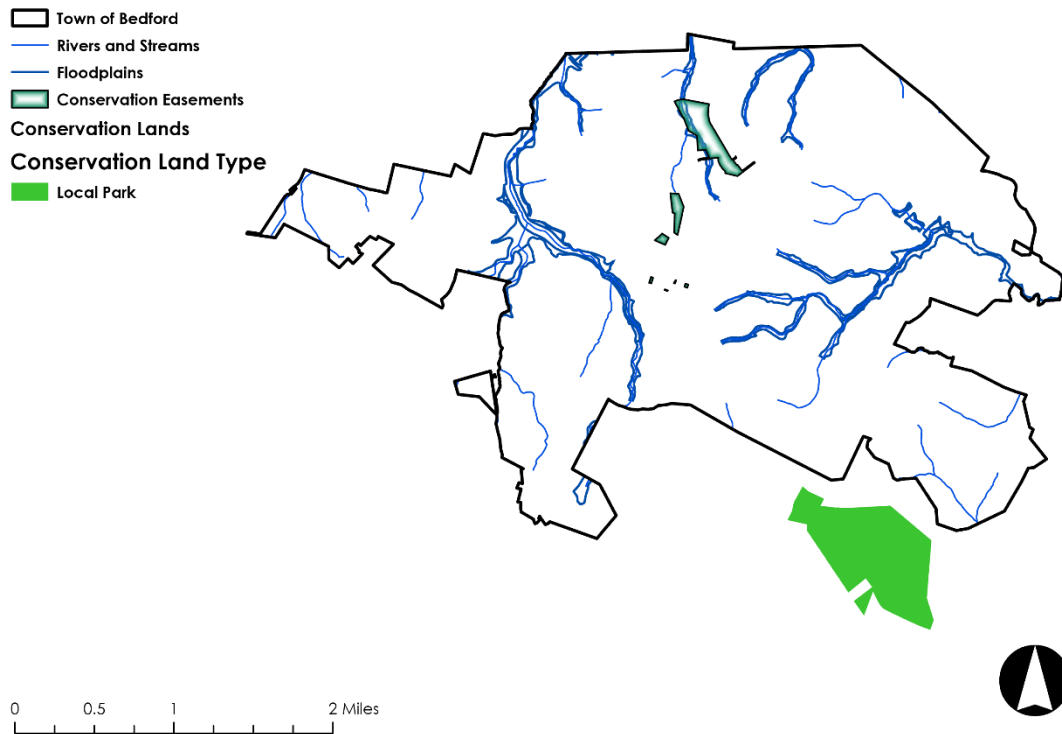 Town of Bedford
Rivers and Streams
Floodplains
Conservation Easements
Conservation Lands
Conservation Land Type
Local Park
0 0.5 1 2 Miles